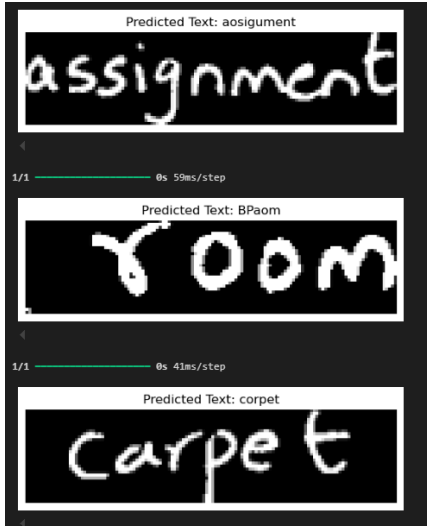 Predicted Text: aosigument
assignment
1/1 ━━━━━━━━━━━━━━━━━━━━ 0s 59ms/step
Predicted Text: BPaom
room
1/1 ━━━━━━━━━━━━━━━━━━━━ 0s 41ms/step
Predicted Text: corpet
carpet